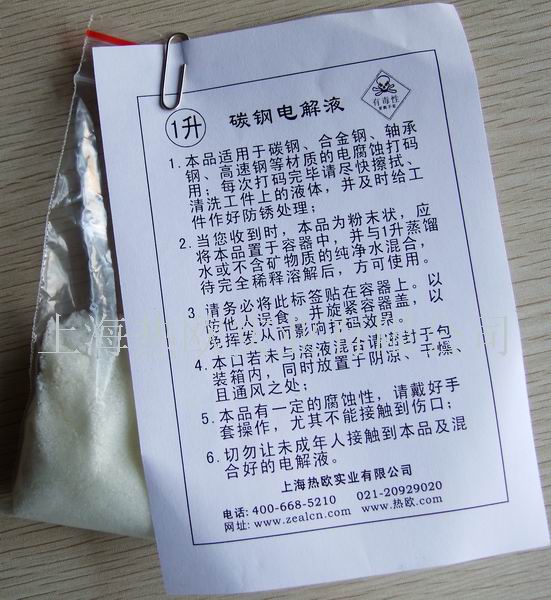 1升
碳钢电解液
有毒性
1.本品适用于碳钢、合金钢、轴承
钢、高速钢等材质的电腐蚀打码
用；每次打码完毕请尽快擦拭、
清洗工件上的液体，并及时给工
件作好防锈处理；
2.当您收到时，本品为粉末状，应
将本品置于容器中，并与1升蒸馏
水或不含矿物质的纯净水混合，
待完全稀释溶解后，方可使用。
3 请务必将此标签贴在容器上。以
防他人误食。并旋紧容器盖，以
免挥发从而影响打码效果。
4.本口若未与溶液混合请密封于包
装箱内，同时放置于阴凉、干燥、
且通风之处；
5.本品有一定的腐蚀性，请戴好手
套操作，尤其不能接触到伤口；
6.切勿让未成年人接触到本品及混
合好的电解液。
上海热欧实业有限公司
电话: 400-668-5210 021-20929020
网址: www.zealcn.com www.热欧.com